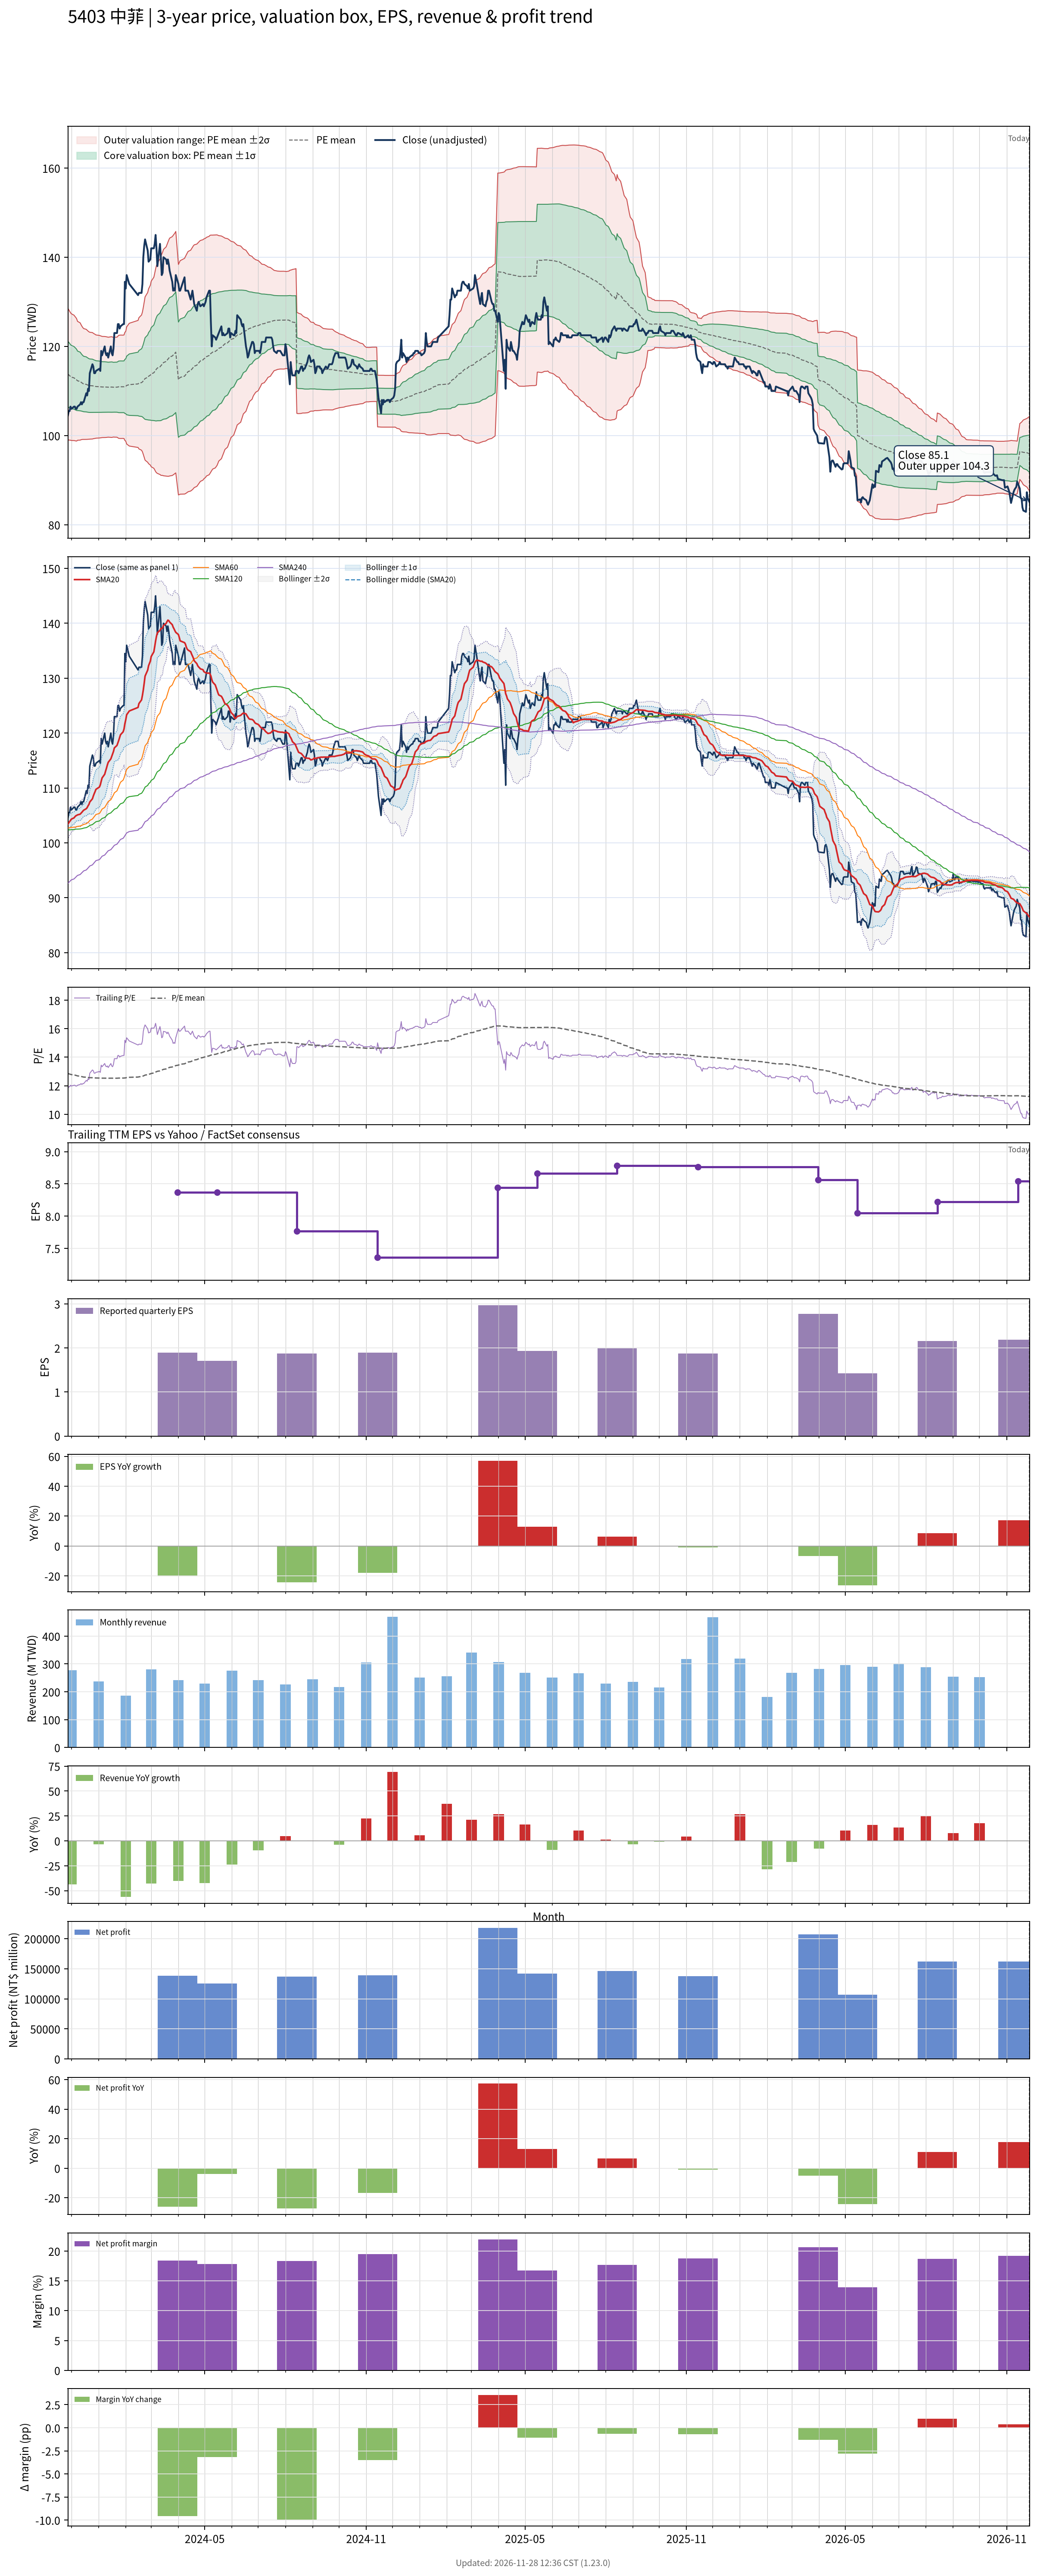 5403 中菲 | 3-year price, valuation box, EPS, revenue & profit trend
Outer valuation range: PE mean ±2σ
Core valuation box: PE mean ±1σ
PE mean
Close (unadjusted)
Today
Price (TWD)
160
140
120
100
80
Close 85.1
Outer upper 104.3
Close (same as panel 1)
SMA20
SMA60
SMA120
SMA240
Bollinger ±2σ
Bollinger ±1σ
Bollinger middle (SMA20)
Price
150
140
130
120
110
100
90
80
Trailing P/E
P/E mean
P/E
18
16
14
12
10
Trailing TTM EPS vs Yahoo / FactSet consensus
Today
EPS
9.0
8.5
8.0
7.5
Reported quarterly EPS
EPS
3
2
1
0
EPS YoY growth
YoY (%)
60
40
20
0
-20
Monthly revenue
Revenue (M TWD)
400
300
200
100
0
Revenue YoY growth
YoY (%)
75
50
25
0
-25
-50
Month
Net profit
Net profit (NT$ million)
200000
150000
100000
50000
0
Net profit YoY
YoY (%)
60
40
20
0
-20
Net profit margin
Margin (%)
20
15
10
5
0
Margin YoY change
Δ margin (pp)
2.5
0.0
-2.5
-5.0
-7.5
-10.0
2024-05
2024-11
2025-05
2025-11
2026-05
2026-11
Updated: 2026-11-28 12:36 CST (1.23.0)